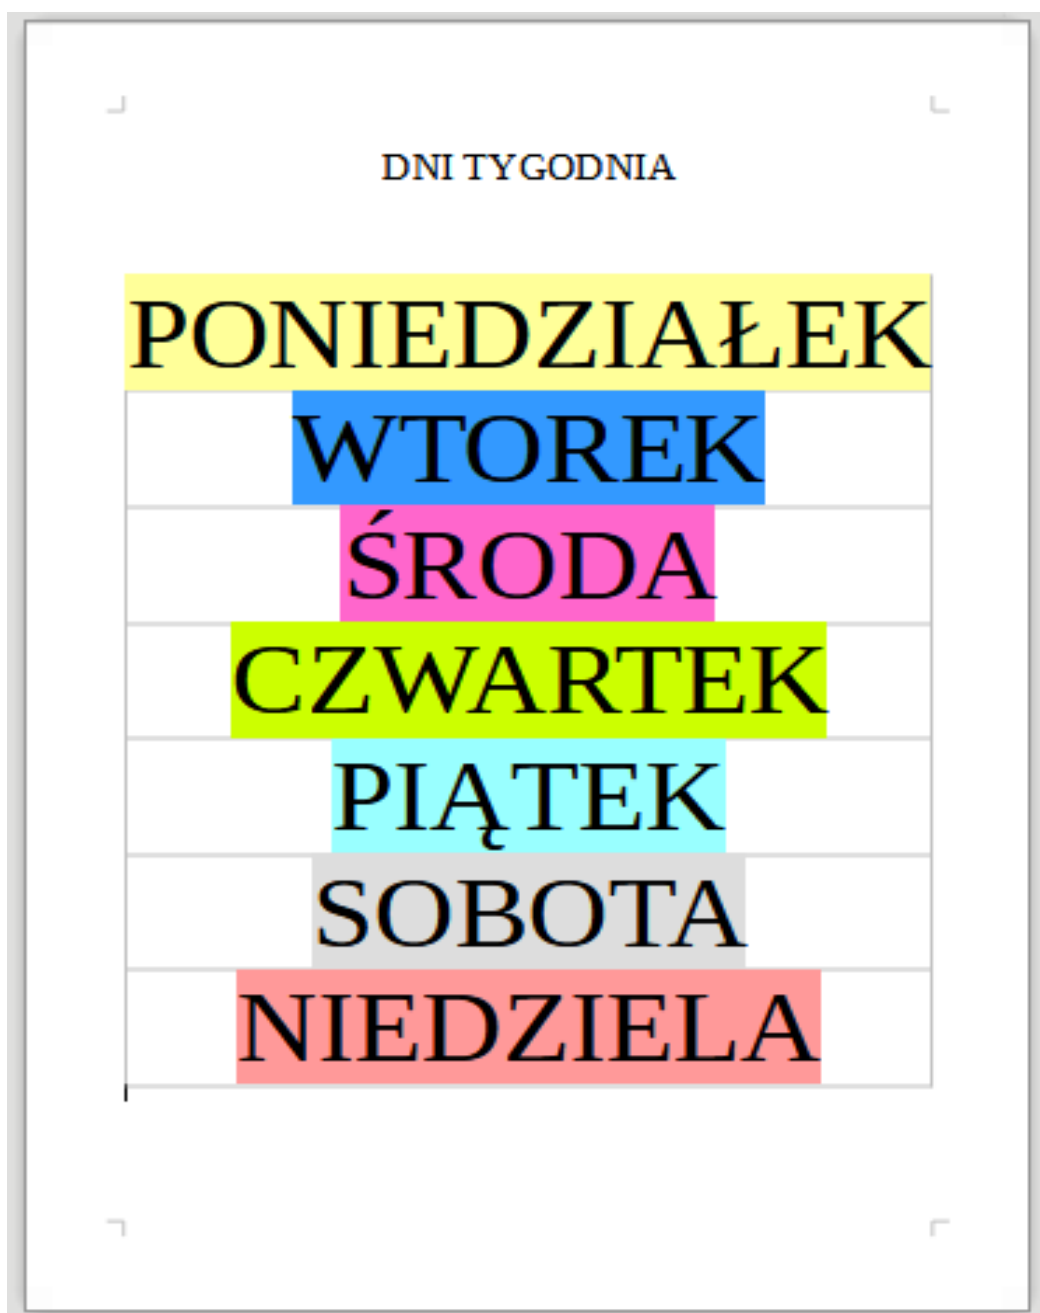 DNI TYGODNIA
PONIEDZIAŁEK
WTOREK
ŚRODA
CZWARTEK
PIĄTEK
SOBOTA
NIEDZIELA